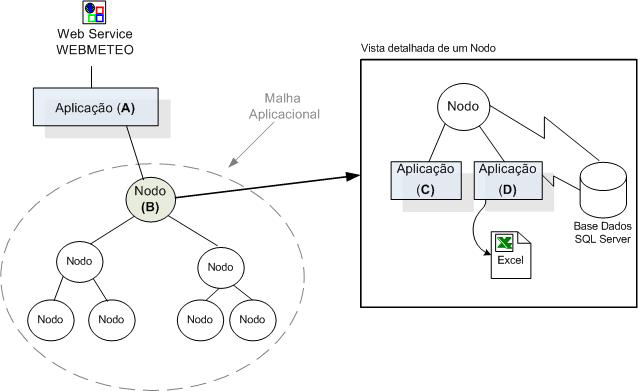 Web Service
WEBMETEO
Aplicação (A)
Malha
Aplicacional
Nodo
(B)
Nodo
Nodo
Nodo
Nodo
Nodo
Nodo
Vista detalhada de um Nodo
Nodo
Aplicação
(C)
Aplicação
(D)
Base Dados
SQL Server
Excel